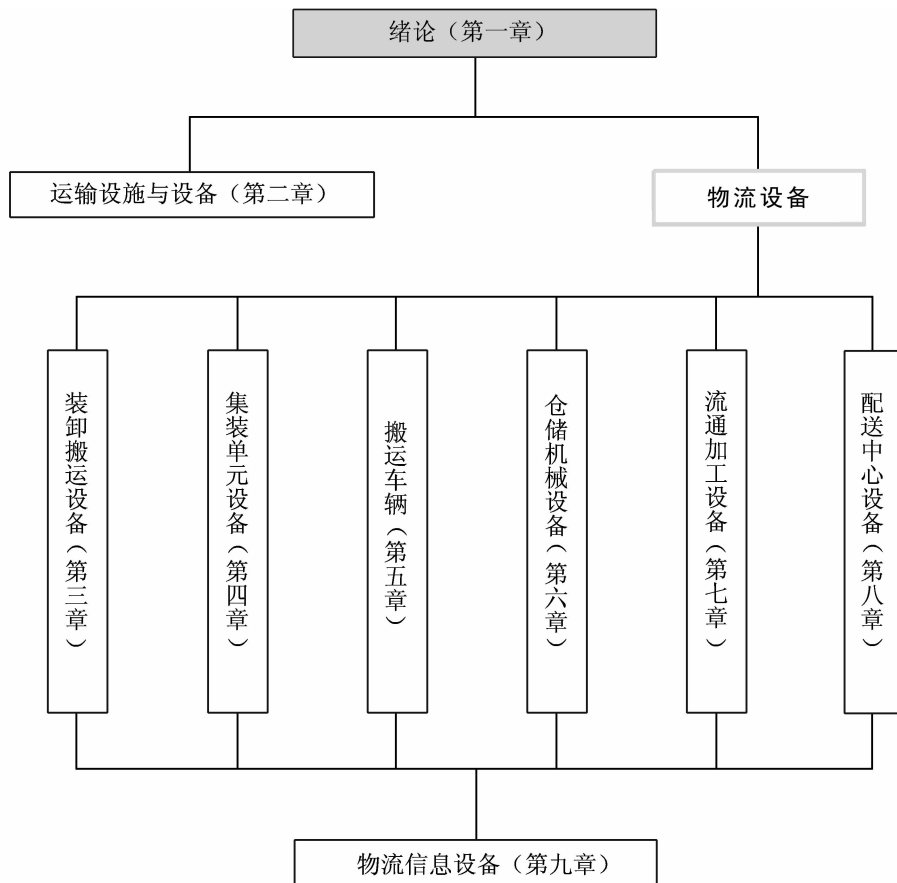 绪论（第一章）
运输设施与设备（第二章）
物流设备
装卸搬运设备（第三章）
集装单元设备（第四章）
搬运车辆（第五章）
仓储机械设备（第六章）
流通加工设备（第七章）
配送中心设备（第八章）
物流信息设备（第九章）